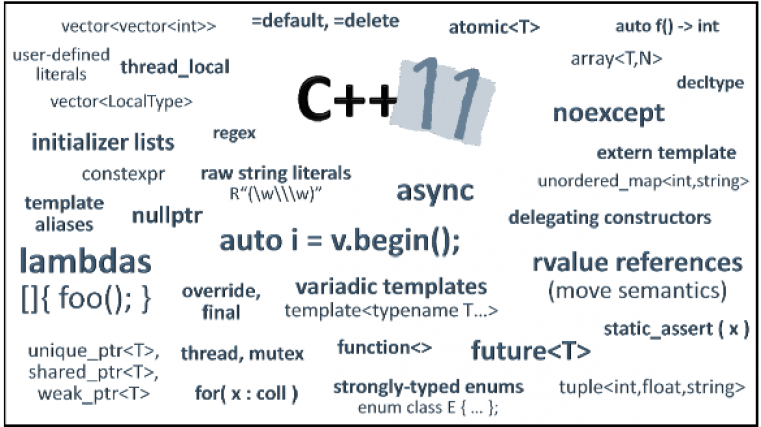 vector<vector<int>>
=default, =delete
atomic<T>
auto f() -> int
user-defined
literals
thread_local
array<T,N>
decltype
vector<LocalType>
C++11
noexcept
initializer lists
regex
extern template
constexpr
raw string literals
R"(\w\\\w)"
async
unordered_map<int,string>
template
aliases
nullptr
delegating constructors
auto i = v.begin();
lambdas
[]{ foo(); }
rvalue references
(move semantics)
override,
final
variadic templates
template<typename T…>
static_assert ( x )
unique_ptr<T>,
shared_ptr<T>,
weak_ptr<T>
thread, mutex
function<>
future<T>
for( x : coll )
strongly-typed enums
enum class E { … };
tuple<int,float,string>